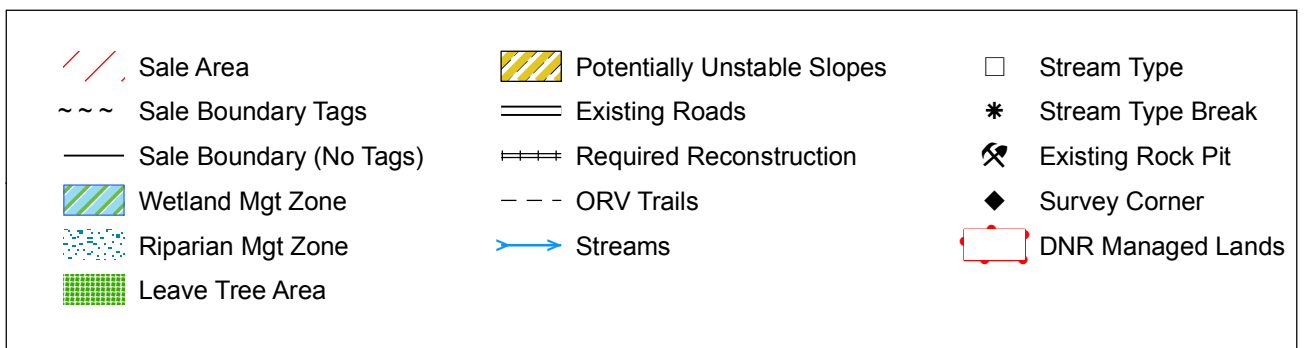 Sale Area
Sale Boundary Tags
Sale Boundary (No Tags)
Wetland Mgt Zone
Riparian Mgt Zone
Leave Tree Area
Potentially Unstable Slopes
Existing Roads
Required Reconstruction
ORV Trails
Streams
Stream Type
Stream Type Break
Existing Rock Pit
Survey Corner
DNR Managed Lands